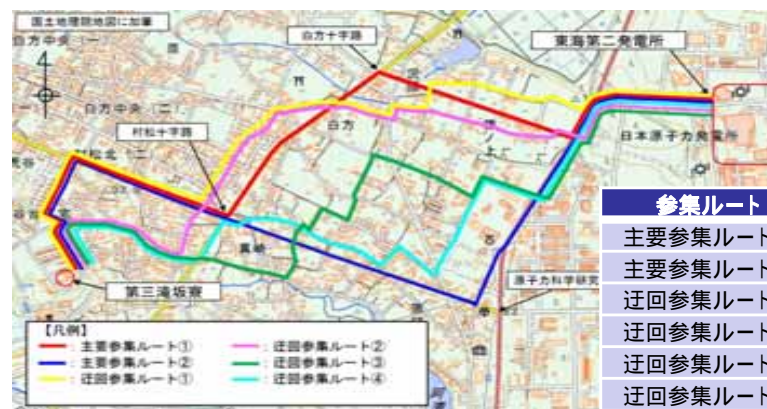 国土地理院地図に加筆
白方十字路
東海第二発電所
白方中央（一）
白方中央（二）
村松十字路
白方
日本原子力発電所
村松北（二）
真崎
原子力科学研究
第三滝坂寮
【凡例】
：主要参集ルート①
：迂回参集ルート②
：主要参集ルート②
：迂回参集ルート③
：迂回参集ルート①
：迂回参集ルート④
参集ルート
主要参集ルート
主要参集ルート
迂回参集ルート
迂回参集ルート
迂回参集ルート
迂回参集ルート